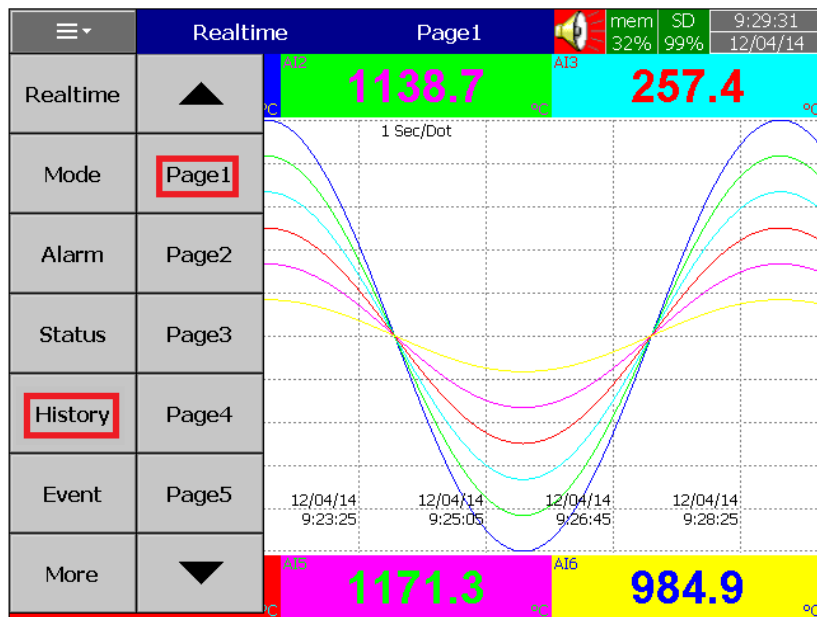 Realtime Page1 mem SD 9:29:31
32% 99% 12/04/14
Realtime
Mode
Alarm
Status
History
Event
More
Page1
Page2
Page3
Page4
Page5
°C
AI2 1138.7 °C
AI3 257.4 °C
1 Sec/Dot
12/04/14 12/04/14 12/04/14 12/04/14
9:23:25 9:25:05 9:26:45 9:28:25
°C
AI5 1171.3 °C
AI6 984.9 °C